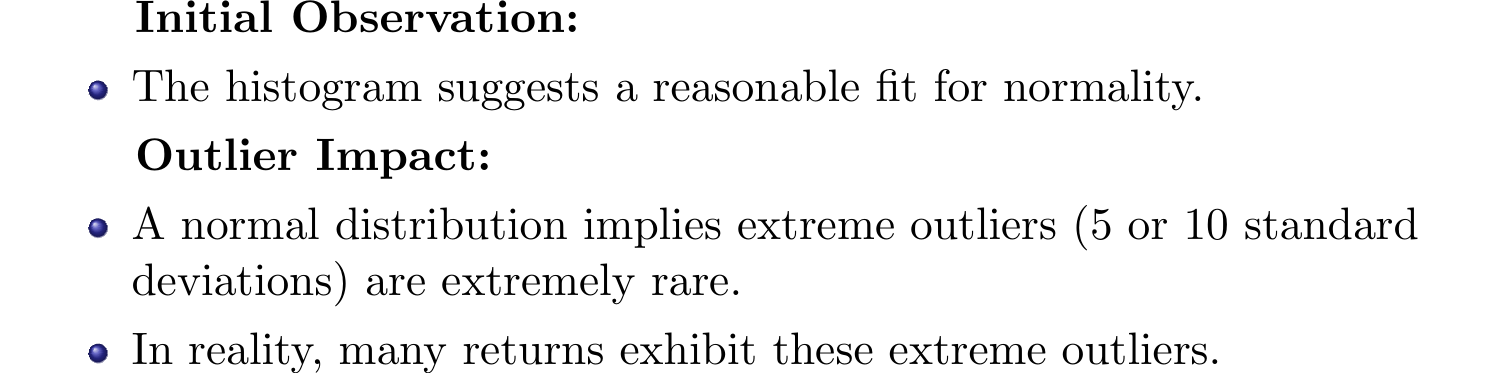 Initial Observation:
The histogram suggests a reasonable fit for normality.
Outlier Impact:
A normal distribution implies extreme outliers (5 or 10 standard
deviations) are extremely rare.
In reality, many returns exhibit these extreme outliers.